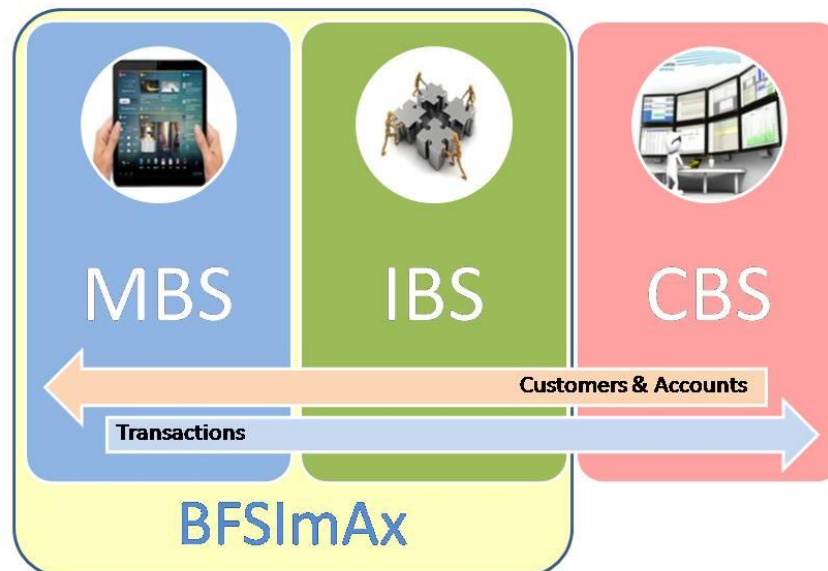 MBS
IBS
CBS
Customers & Accounts
Transactions
BFSImAx